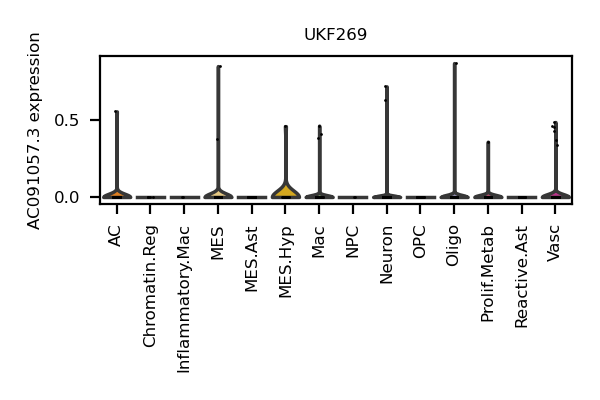 UKF269
AC091057.3 expression
0.5
0.0
AC
Chromatin.Reg
Inflammatory.Mac
MES
MES.Ast
MES.Hyp
Mac
NPC
Neuron
OPC
Oligo
Prolif.Metab
Reactive.Ast
Vasc